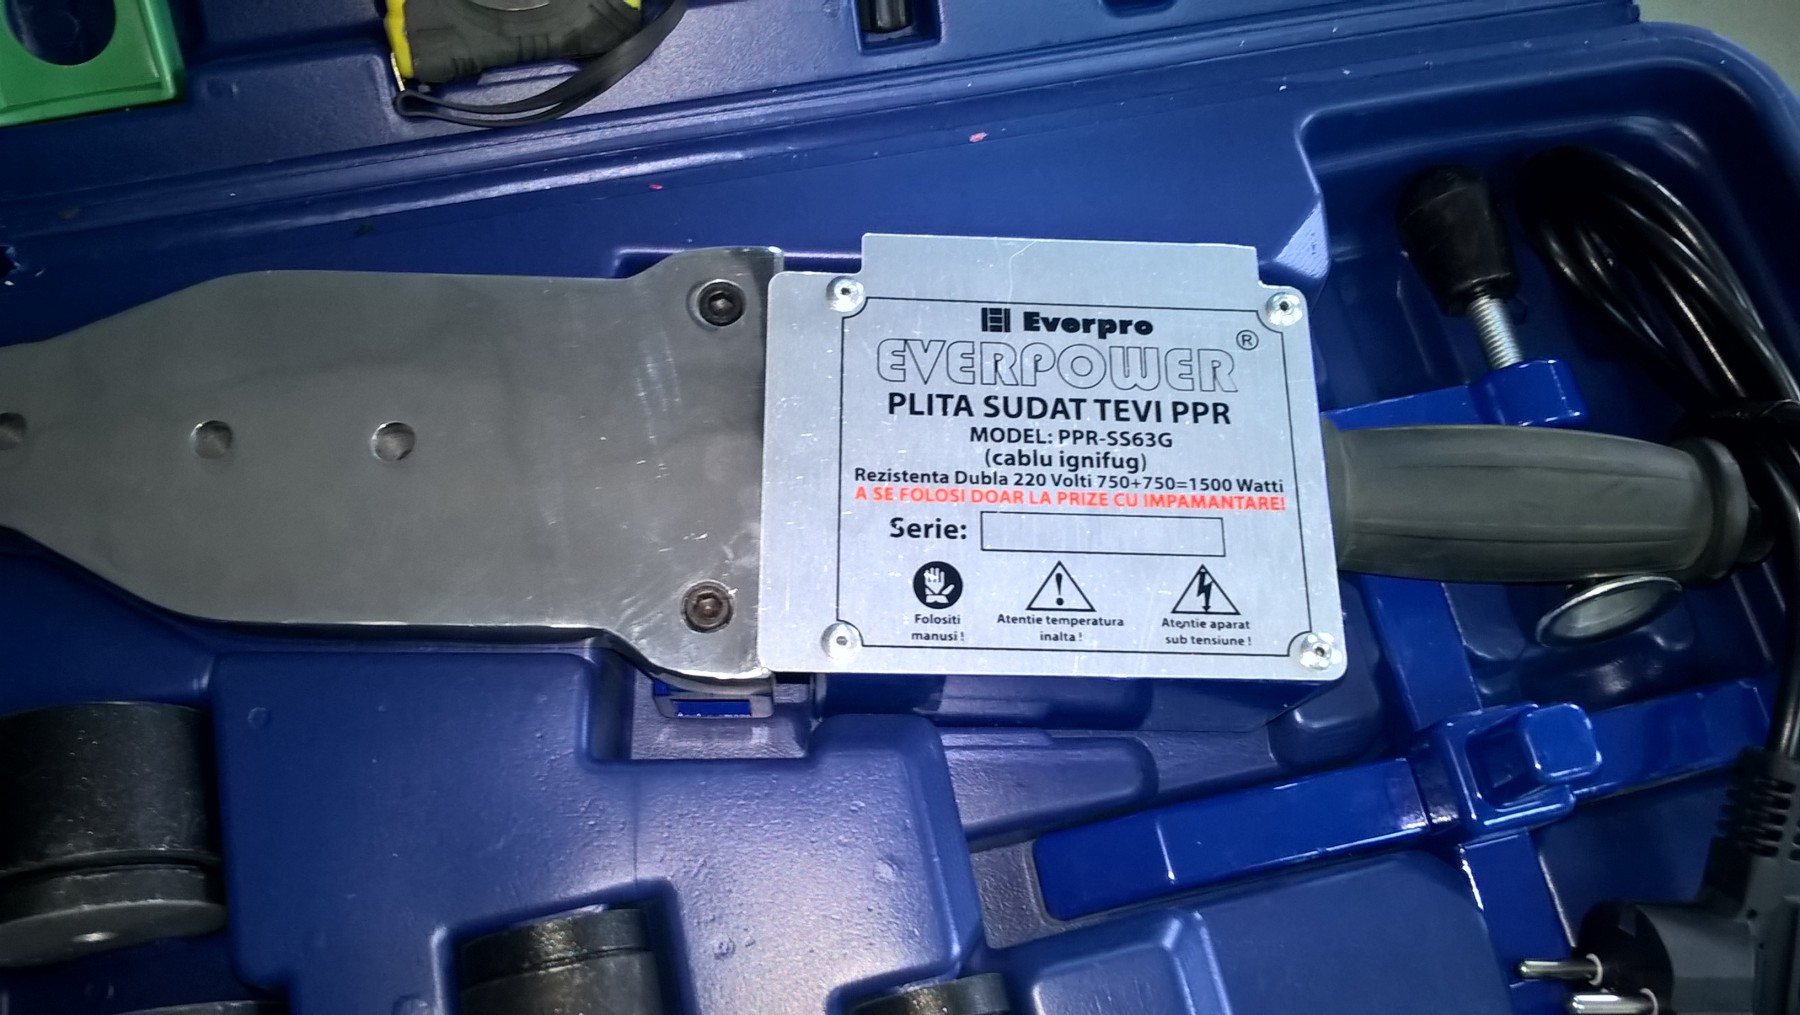 Everpro
EVERPOWER ®
PLITA SUDAT TEVI PPR
MODEL: PPR-SS63G
(cablu ignifug)
Rezistenta Dubla 220 Volti 750+750=1500 Watti
A SE FOLOSI DOAR LA PRIZE CU IMPAMANTARE!
Serie:
Folositi
manusi !
Atentie temperatura
inalta !
Atentie aparat
sub tensiune !